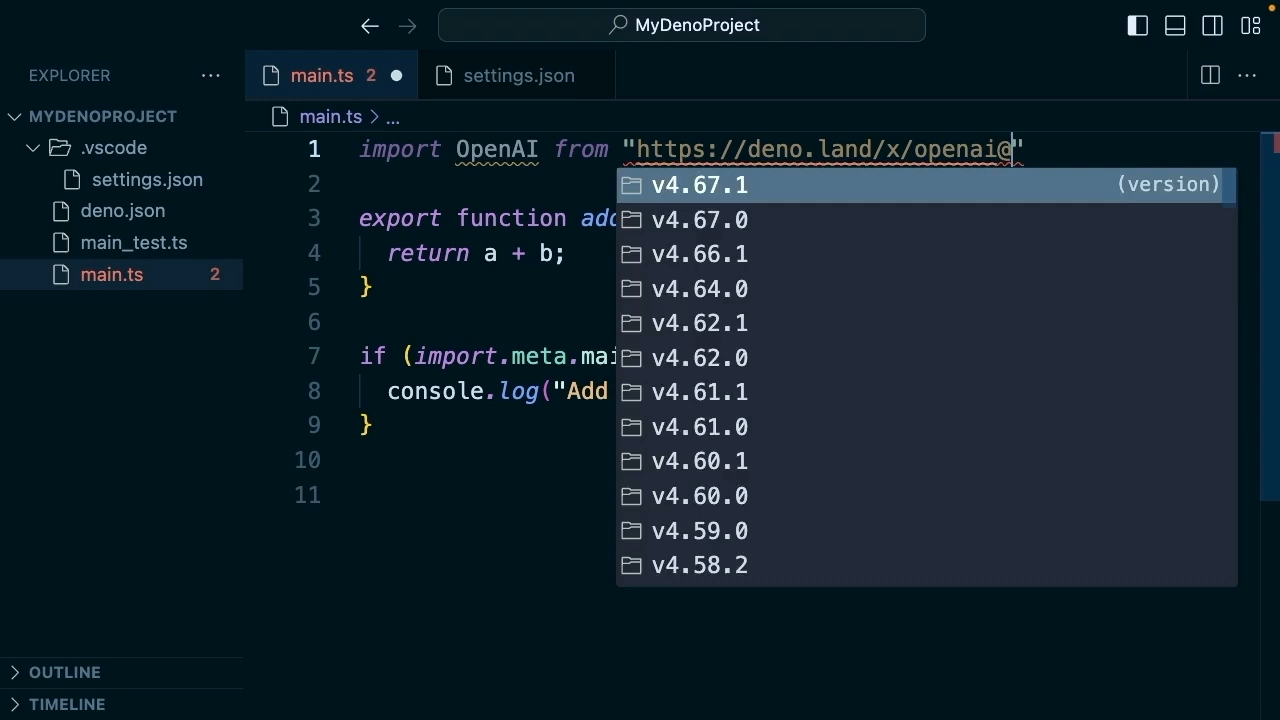 MyDenoProject
EXPLORER ...
main.ts 2
settings.json
MYDENOPROJECT
.vscode
settings.json
deno.json
main_test.ts
main.ts 2
OUTLINE
TIMELINE
main.ts > ...
1 import OpenAI from "https://deno.land/x/openai@"
2
3 export function add
4 return a + b;
5 }
6
7 if (import.meta.mai
8 console.log("Add
9 }
10
11
v4.67.1 (version)
v4.67.0
v4.66.1
v4.64.0
v4.62.1
v4.62.0
v4.61.1
v4.61.0
v4.60.1
v4.60.0
v4.59.0
v4.58.2